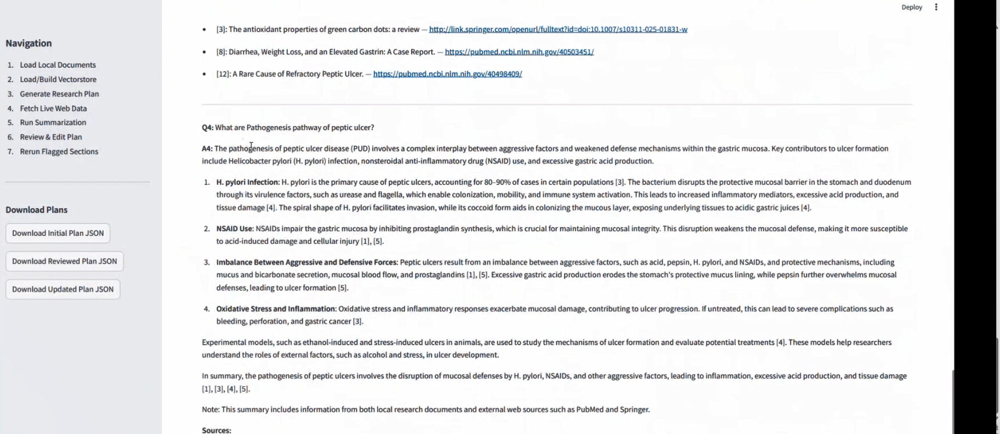 Deploy
Navigation
1. Load Local Documents
2. Load/Build Vectorstore
3. Generate Research Plan
4. Fetch Live Web Data
5. Run Summarization
6. Review & Edit Plan
7. Rerun Flagged Sections
Download Plans
Download Initial Plan JSON
Download Reviewed Plan JSON
Download Updated Plan JSON
• [3]: The antioxidant properties of green carbon dots: a review — http://link.springer.com/openurl/fulltext?id=doi:10.1007/s10311-025-01831-w
• [8]: Diarrhea, Weight Loss, and an Elevated Gastrin: A Case Report. — https://pubmed.ncbi.nlm.nih.gov/40503451/
• [12]: A Rare Cause of Refractory Peptic Ulcer. — https://pubmed.ncbi.nlm.nih.gov/40498409/
Q4: What are Pathogenesis pathway of peptic ulcer?
A4: The pathogenesis of peptic ulcer disease (PUD) involves a complex interplay between aggressive factors and weakened defense mechanisms within the gastric mucosa. Key contributors to ulcer formation
include Helicobacter pylori (H. pylori) infection, nonsteroidal anti-inflammatory drug (NSAID) use, and excessive gastric acid production.
1. H. pylori Infection: H. pylori is the primary cause of peptic ulcers, accounting for 80–90% of cases in certain populations [3]. The bacterium disrupts the protective mucosal barrier in the stomach and duodenum
through its virulence factors, such as urease and flagella, which enable colonization, mobility, and immune system activation. This leads to increased inflammatory mediators, excessive acid production, and
tissue damage [4]. The spiral shape of H. pylori facilitates invasion, while its coccoid form aids in colonizing the mucous layer, exposing underlying tissues to acidic gastric juices [4].
2. NSAID Use: NSAIDs impair the gastric mucosa by inhibiting prostaglandin synthesis, which is crucial for maintaining mucosal integrity. This disruption weakens the mucosal defense, making it more susceptible
to acid-induced damage and cellular injury [1], [5].
3. Imbalance Between Aggressive and Defensive Forces: Peptic ulcers result from an imbalance between aggressive factors, such as acid, pepsin, H. pylori, and NSAIDs, and protective mechanisms, including
mucus and bicarbonate secretion, mucosal blood flow, and prostaglandins [1], [5]. Excessive gastric acid production erodes the stomach's protective mucus lining, while pepsin further overwhelms mucosal
defenses, leading to ulcer formation [5].
4. Oxidative Stress and Inflammation: Oxidative stress and inflammatory responses exacerbate mucosal damage, contributing to ulcer progression. If untreated, this can lead to severe complications such as
bleeding, perforation, and gastric cancer [3].
Experimental models, such as ethanol-induced and stress-induced ulcers in animals, are used to study the mechanisms of ulcer formation and evaluate potential treatments [4]. These models help researchers
understand the roles of external factors, such as alcohol and stress, in ulcer development.
In summary, the pathogenesis of peptic ulcers involves the disruption of mucosal defenses by H. pylori, NSAIDs, and other aggressive factors, leading to inflammation, excessive acid production, and tissue damage
[1], [3], [4], [5].
Note: This summary includes information from both local research documents and external web sources such as PubMed and Springer.
Sources: